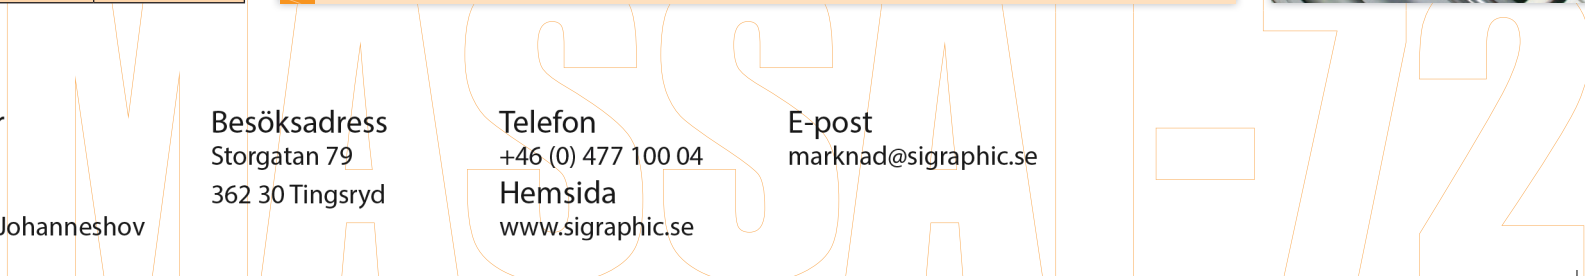 r
Johanneshov
Besöksadress
Storgatan 79
362 30 Tingsryd
Telefon
+46 (0) 477 100 04
Hemsida
www.sigraphic.se
E-post
marknad@sigraphic.se
MASSA -72